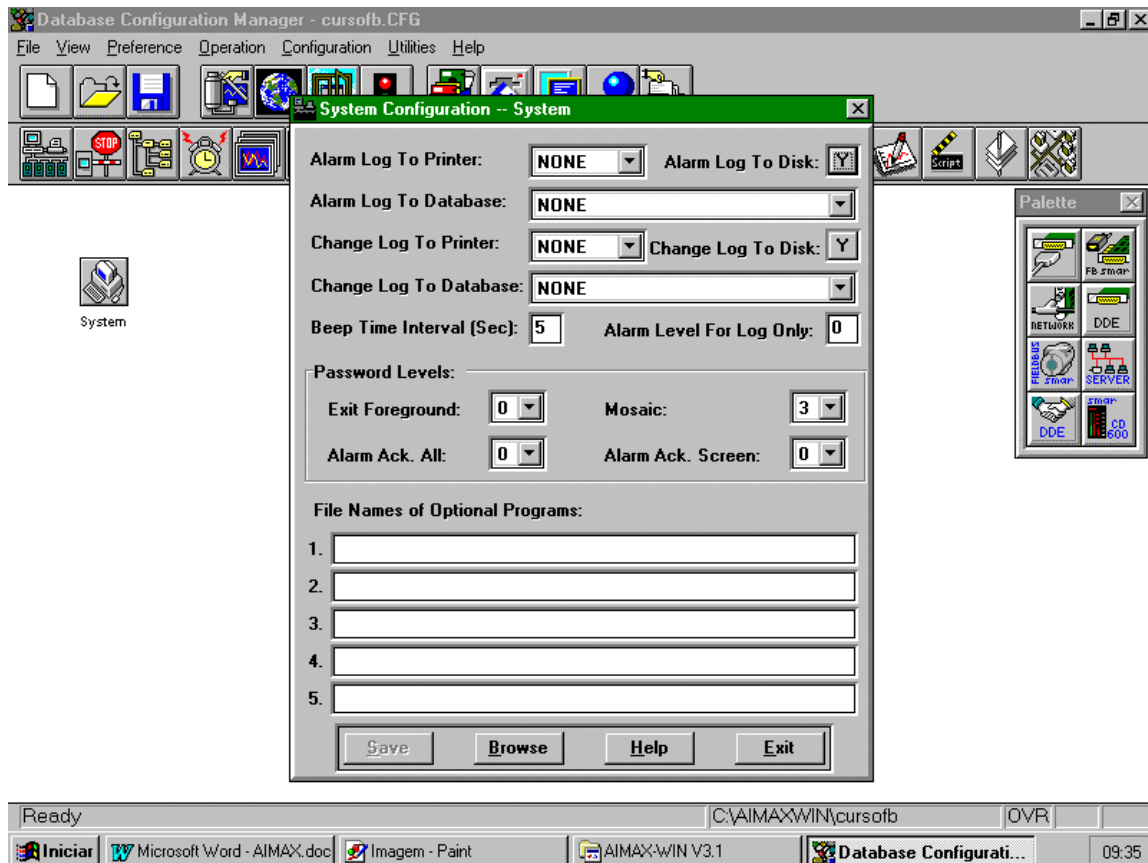 Database Configuration Manager - cursofb.CFG
File View Preference Operation Configuration Utilities Help
STOP
Script
System Configuration -- System
Alarm Log To Printer: NONE Alarm Log To Disk: Y
Alarm Log To Database: NONE
Change Log To Printer: NONE Change Log To Disk: Y
Change Log To Database: NONE
Beep Time Interval (Sec): 5 Alarm Level For Log Only: 0
Password Levels:
Exit Foreground: 0 Mosaic: 3
Alarm Ack. All: 0 Alarm Ack. Screen: 0
File Names of Optional Programs:
1.
2.
3.
4.
5.
Save Browse Help Exit
System
Palette
FB smar
NETWORK DDE
FIELDBUS smar SERVER
DDE smar CD 600
Ready C:\AIMAXWIN\cursofb OVR
Iniciar Microsoft Word - AIMAX.doc Imagem - Paint AIMAX-WIN V3.1 Database Configurati... 09:35